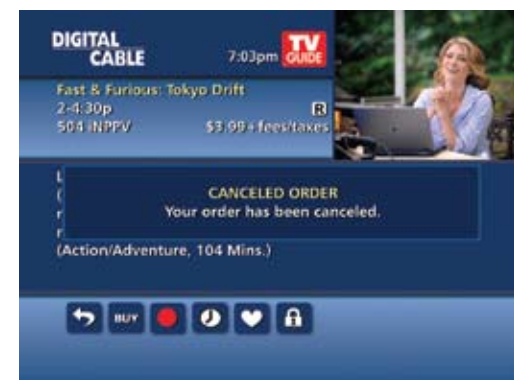 DIGITAL
CABLE
7:03pm
TV
GUIDE
Fast & Furious: Tokyo Drift
2-4:30p
R
504 iNPPV
$3.99+fees/taxes
CANCELED ORDER
Your order has been canceled.
(Action/Adventure, 104 Mins.)
BUY